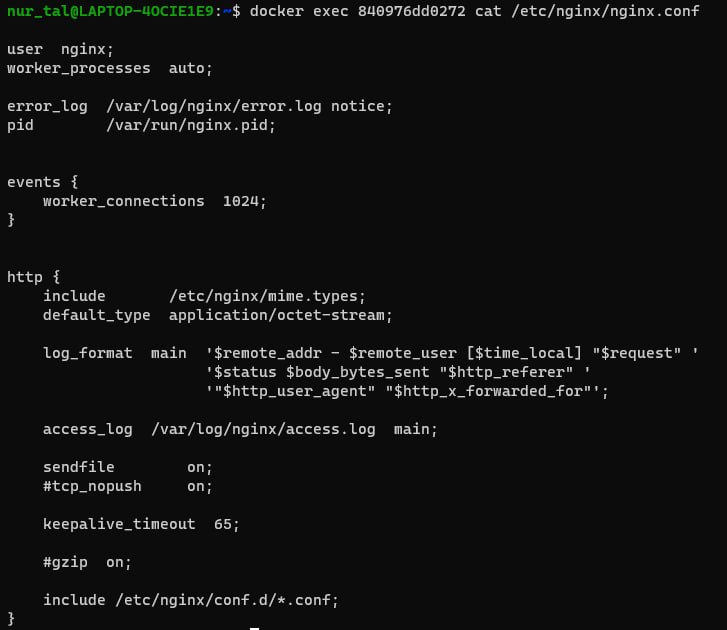 nur_tal@LAPTOP-4OCIE1E9:~$ docker exec 840976dd0272 cat /etc/nginx/nginx.conf
user  nginx;
worker_processes  auto;
error_log  /var/log/nginx/error.log notice;
pid        /var/run/nginx.pid;
events {
    worker_connections  1024;
}
http {
    include       /etc/nginx/mime.types;
    default_type  application/octet-stream;
    log_format  main  '$remote_addr - $remote_user [$time_local] "$request" '
                      '$status $body_bytes_sent "$http_referer" '
                      '"$http_user_agent" "$http_x_forwarded_for"';
    access_log  /var/log/nginx/access.log  main;
    sendfile        on;
    #tcp_nopush     on;
    keepalive_timeout  65;
    #gzip  on;
    include /etc/nginx/conf.d/*.conf;
}